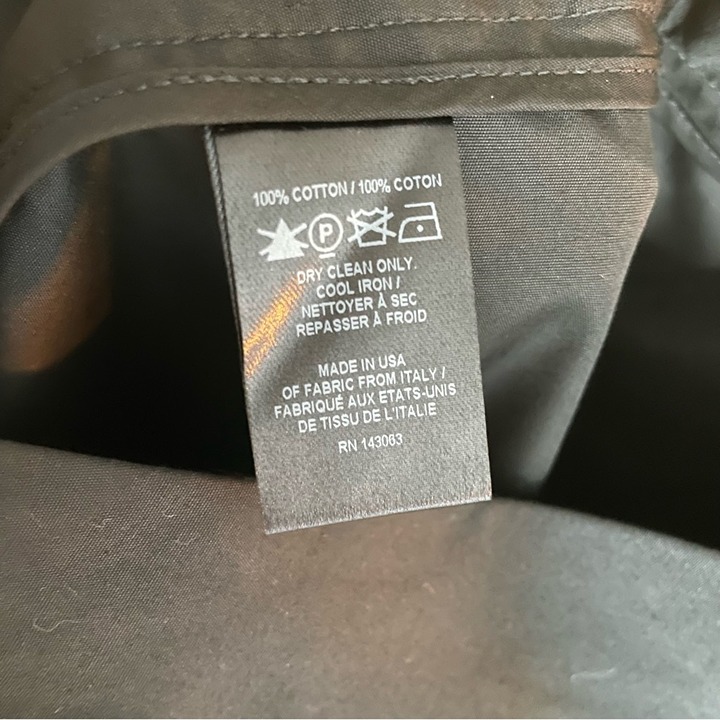 100% COTTON / 100% COTON
P
DRY CLEAN ONLY.
COOL IRON /
NETTOYER À SEC
REPASSER À FROID
MADE IN USA
OF FABRIC FROM ITALY /
FABRIQUÉ AUX ETATS-UNIS
DE TISSU DE L'ITALIE
RN 143063